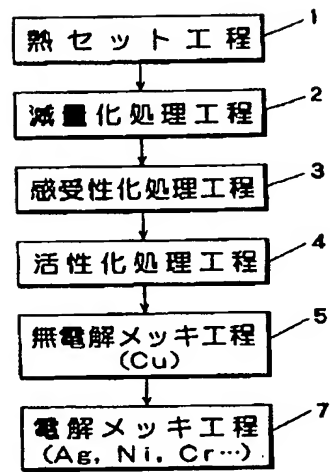 熱セット工程
1
減量化処理工程
2
感受性化処理工程
3
活性化処理工程
4
無電解メッキ工程
(Cu)
5
電解メッキ工程
(Ag, Ni, Cr…)
7